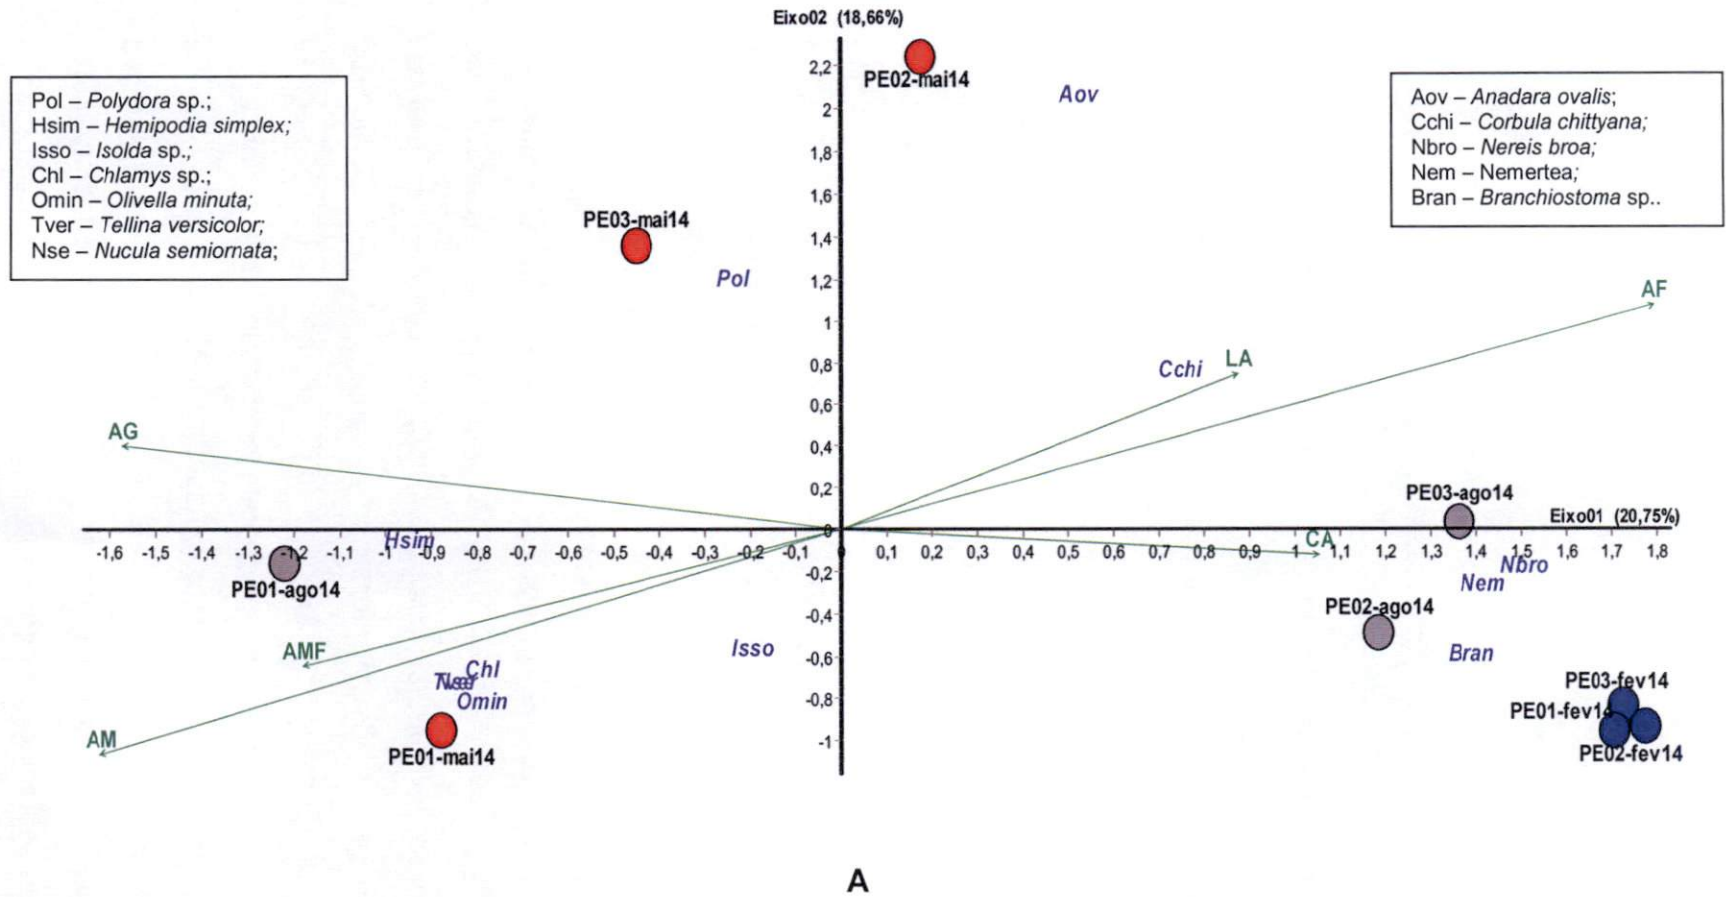 Eixo02 (18,66%)
Pol – Polydora sp.;
Hsim – Hemipodia simplex;
Isso – Isolda sp.;
Chl – Chlamys sp.;
Omin – Olivella minuta;
Tver – Tellina versicolor;
Nse – Nucula semiornata;
Aov – Anadara ovalis;
Cchi – Corbula chittyana;
Nbro – Nereis broa;
Nem – Nemertea;
Bran – Branchiostoma sp..
2,2
PE02-mai14
Aov
2
1,8
1,6
PE03-mai14
1,4
Pol
1,2
AF
1
0,8
Cchi
LA
0,6
AG
0,4
0,2
PE03-ago14
0
Eixo01 (20,75%)
-1,6 -1,5 -1,4 -1,3 -1,2 -1,1 -1 -0,9 -0,8 -0,7 -0,6 -0,5 -0,4 -0,3 -0,2 -0,1 0 0,1 0,2 0,3 0,4 0,5 0,6 0,7 0,8 0,9 1 1,1 1,2 1,3 1,4 1,5 1,6 1,7 1,8
Hsim
CA
-0,2
Nbro
Nem
PE01-ago14
-0,4
PE02-ago14
AMF
Isso
-0,6
Bran
Chl
PE03-fev14
Omin
-0,8
PE01-fev14
AM
-1
PE01-mai14
PE02-fev14
A